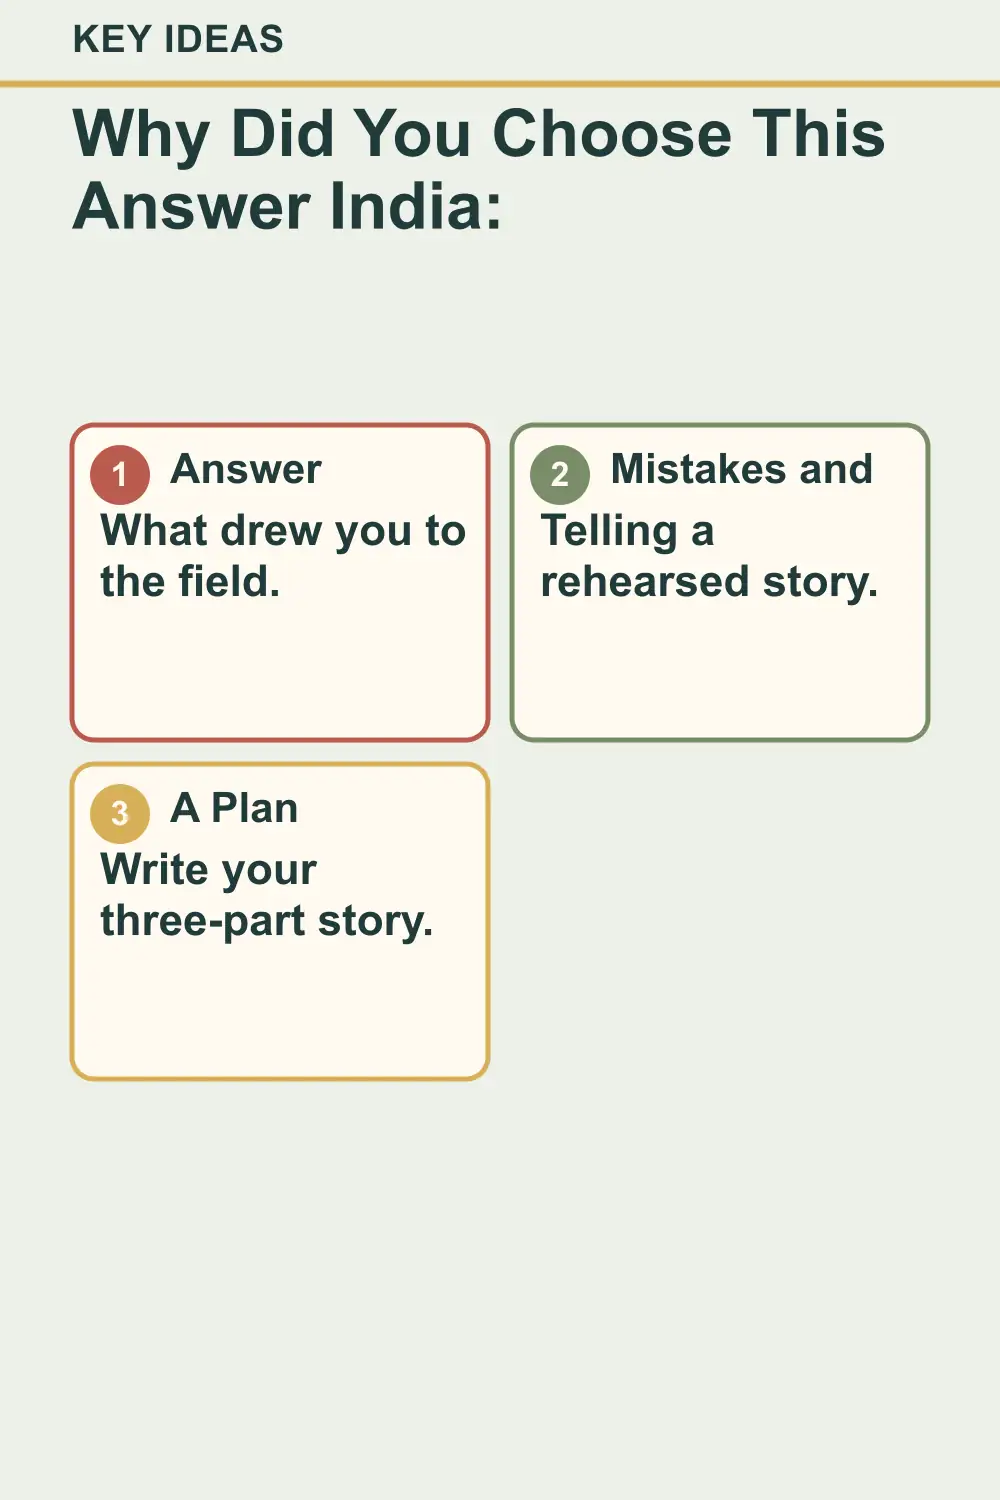 KEY IDEAS
Why Did You Choose This
Answer India:
1 Answer
What drew you to
the field.
2 Mistakes and
Telling a
rehearsed story.
3 A Plan
Write your
three-part story.